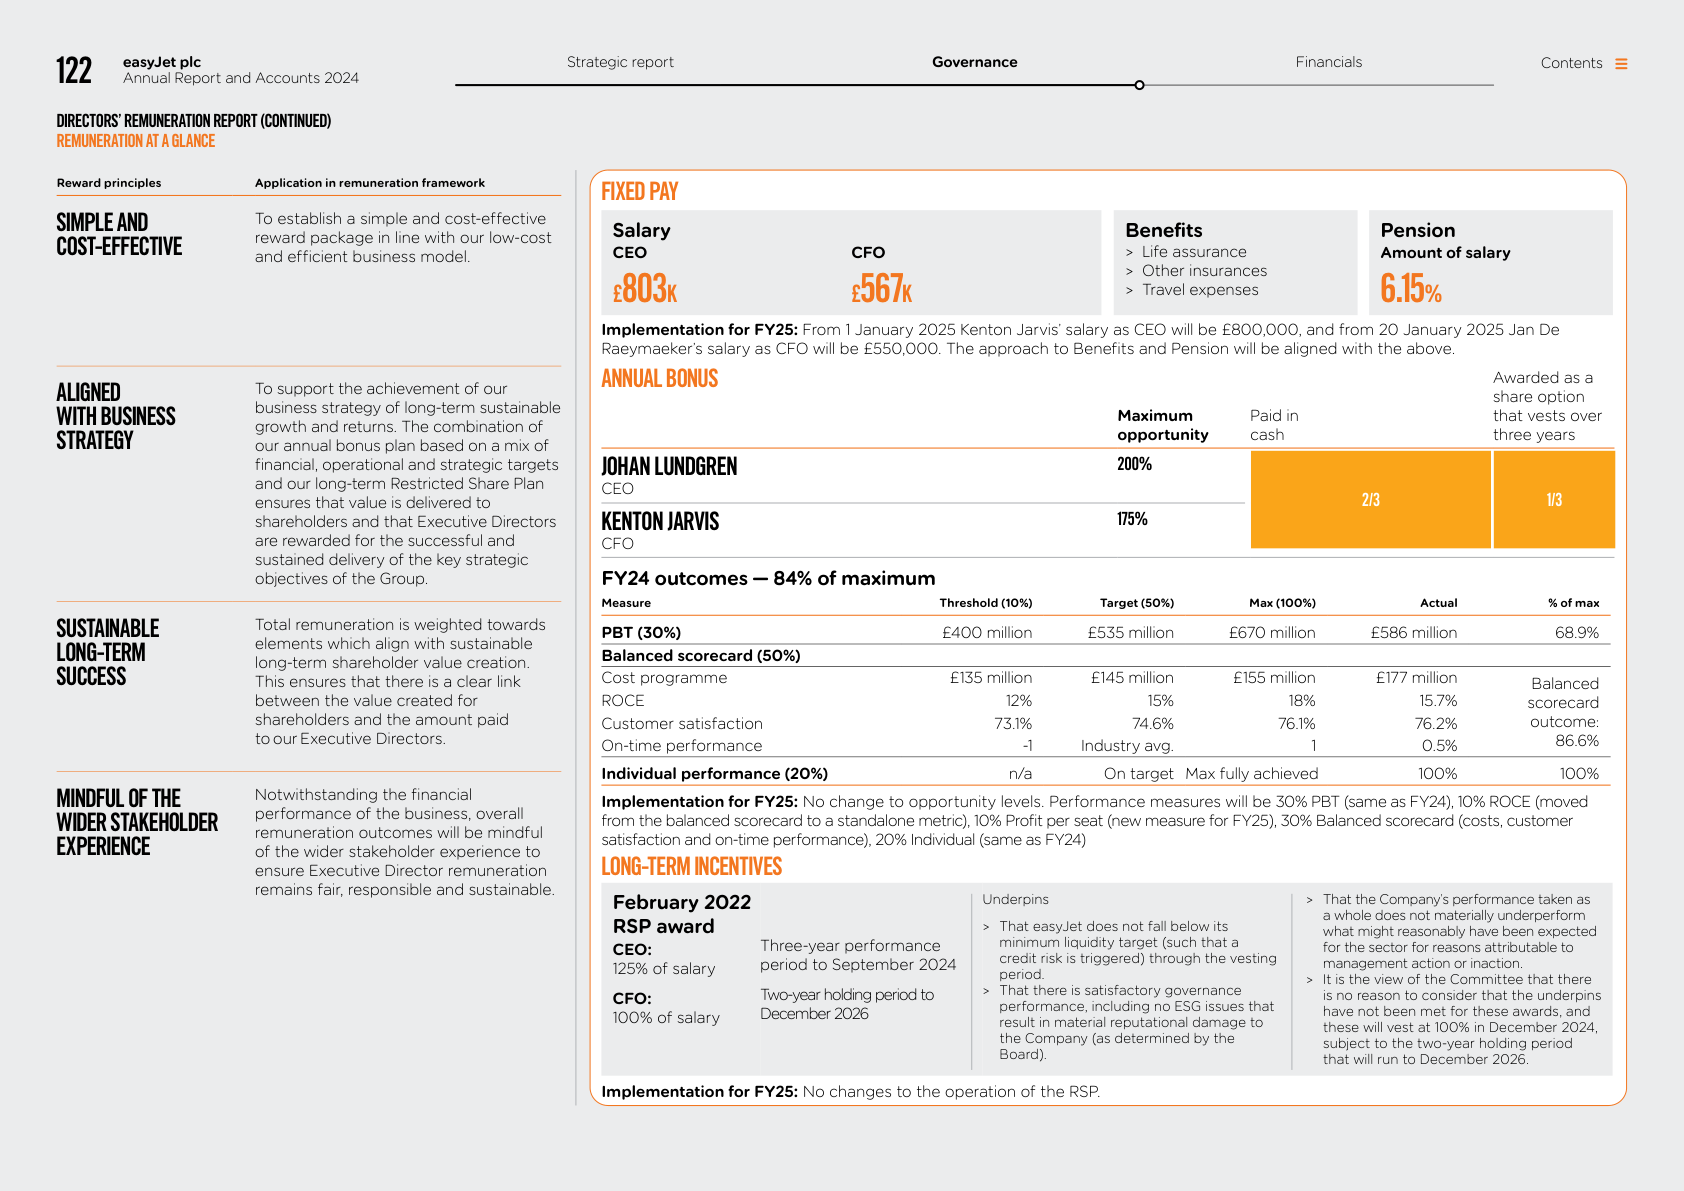 122
easyJet plc
Annual Report and Accounts 2024
Strategic report
Governance
Financials
Contents
DIRECTORS' REMUNERATION REPORT (CONTINUED)
REMUNERATION AT A GLANCE
Reward principles
Application in remuneration framework
SIMPLE AND
COST-EFFECTIVE
To establish a simple and cost-effective
reward package in line with our low-cost
and efficient business model.
ALIGNED
WITH BUSINESS
STRATEGY
To support the achievement of our
business strategy of long-term sustainable
growth and returns. The combination of
our annual bonus plan based on a mix of
financial, operational and strategic targets
and our long-term Restricted Share Plan
ensures that value is delivered to
shareholders and that Executive Directors
are rewarded for the successful and
sustained delivery of the key strategic
objectives of the Group.
SUSTAINABLE
LONG-TERM
SUCCESS
Total remuneration is weighted towards
elements which align with sustainable
long-term shareholder value creation.
This ensures that there is a clear link
between the value created for
shareholders and the amount paid
to our Executive Directors.
MINDFUL OF THE
WIDER STAKEHOLDER
EXPERIENCE
Notwithstanding the financial
performance of the business, overall
remuneration outcomes will be mindful
of the wider stakeholder experience to
ensure Executive Director remuneration
remains fair, responsible and sustainable.
FIXED PAY
Salary
CEO
£803K
CFO
£567K
Benefits
> Life assurance
> Other insurances
> Travel expenses
Pension
Amount of salary
6.15%
Implementation for FY25: From 1 January 2025 Kenton Jarvis' salary as CEO will be £800,000, and from 20 January 2025 Jan De
Raeymaeker's salary as CFO will be £550,000. The approach to Benefits and Pension will be aligned with the above.
ANNUAL BONUS
Maximum
opportunity
Paid in
cash
Awarded as a
share option
that vests over
three years
JOHAN LUNDGREN
CEO
200%
KENTON JARVIS
CFO
175%
2/3
1/3
FY24 outcomes — 84% of maximum
Measure Threshold (10%) Target (50%) Max (100%) Actual % of max
PBT (30%) £400 million £535 million £670 million £586 million 68.9%
Balanced scorecard (50%)
Cost programme £135 million £145 million £155 million £177 million
ROCE 12% 15% 18% 15.7%
Customer satisfaction 73.1% 74.6% 76.1% 76.2%
On-time performance -1 Industry avg. 1 0.5%
Balanced
scorecard
outcome:
86.6%
Individual performance (20%) n/a On target Max fully achieved 100% 100%
Implementation for FY25: No change to opportunity levels. Performance measures will be 30% PBT (same as FY24), 10% ROCE (moved
from the balanced scorecard to a standalone metric), 10% Profit per seat (new measure for FY25), 30% Balanced scorecard (costs, customer
satisfaction and on-time performance), 20% Individual (same as FY24)
LONG-TERM INCENTIVES
February 2022
RSP award
CEO:
125% of salary
CFO:
100% of salary
Three-year performance
period to September 2024
Two-year holding period to
December 2026
Underpins
> That easyJet does not fall below its
minimum liquidity target (such that a
credit risk is triggered) through the vesting
period.
> That there is satisfactory governance
performance, including no ESG issues that
result in material reputational damage to
the Company (as determined by the
Board).
> That the Company's performance taken as
a whole does not materially underperform
what might reasonably have been expected
for the sector for reasons attributable to
management action or inaction.
> It is the view of the Committee that there
is no reason to consider that the underpins
have not been met for these awards, and
these will vest at 100% in December 2024,
subject to the two-year holding period
that will run to December 2026.
Implementation for FY25: No changes to the operation of the RSP.